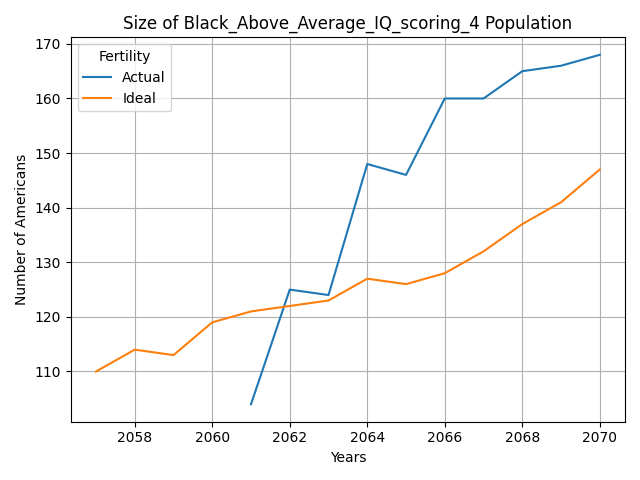 Size of Black_Above_Average_IQ_scoring_4 Population
170
160
150
140
130
120
110
Number of Americans
Fertility
Actual
Ideal
2058
2060
2062
2064
2066
2068
2070
Years